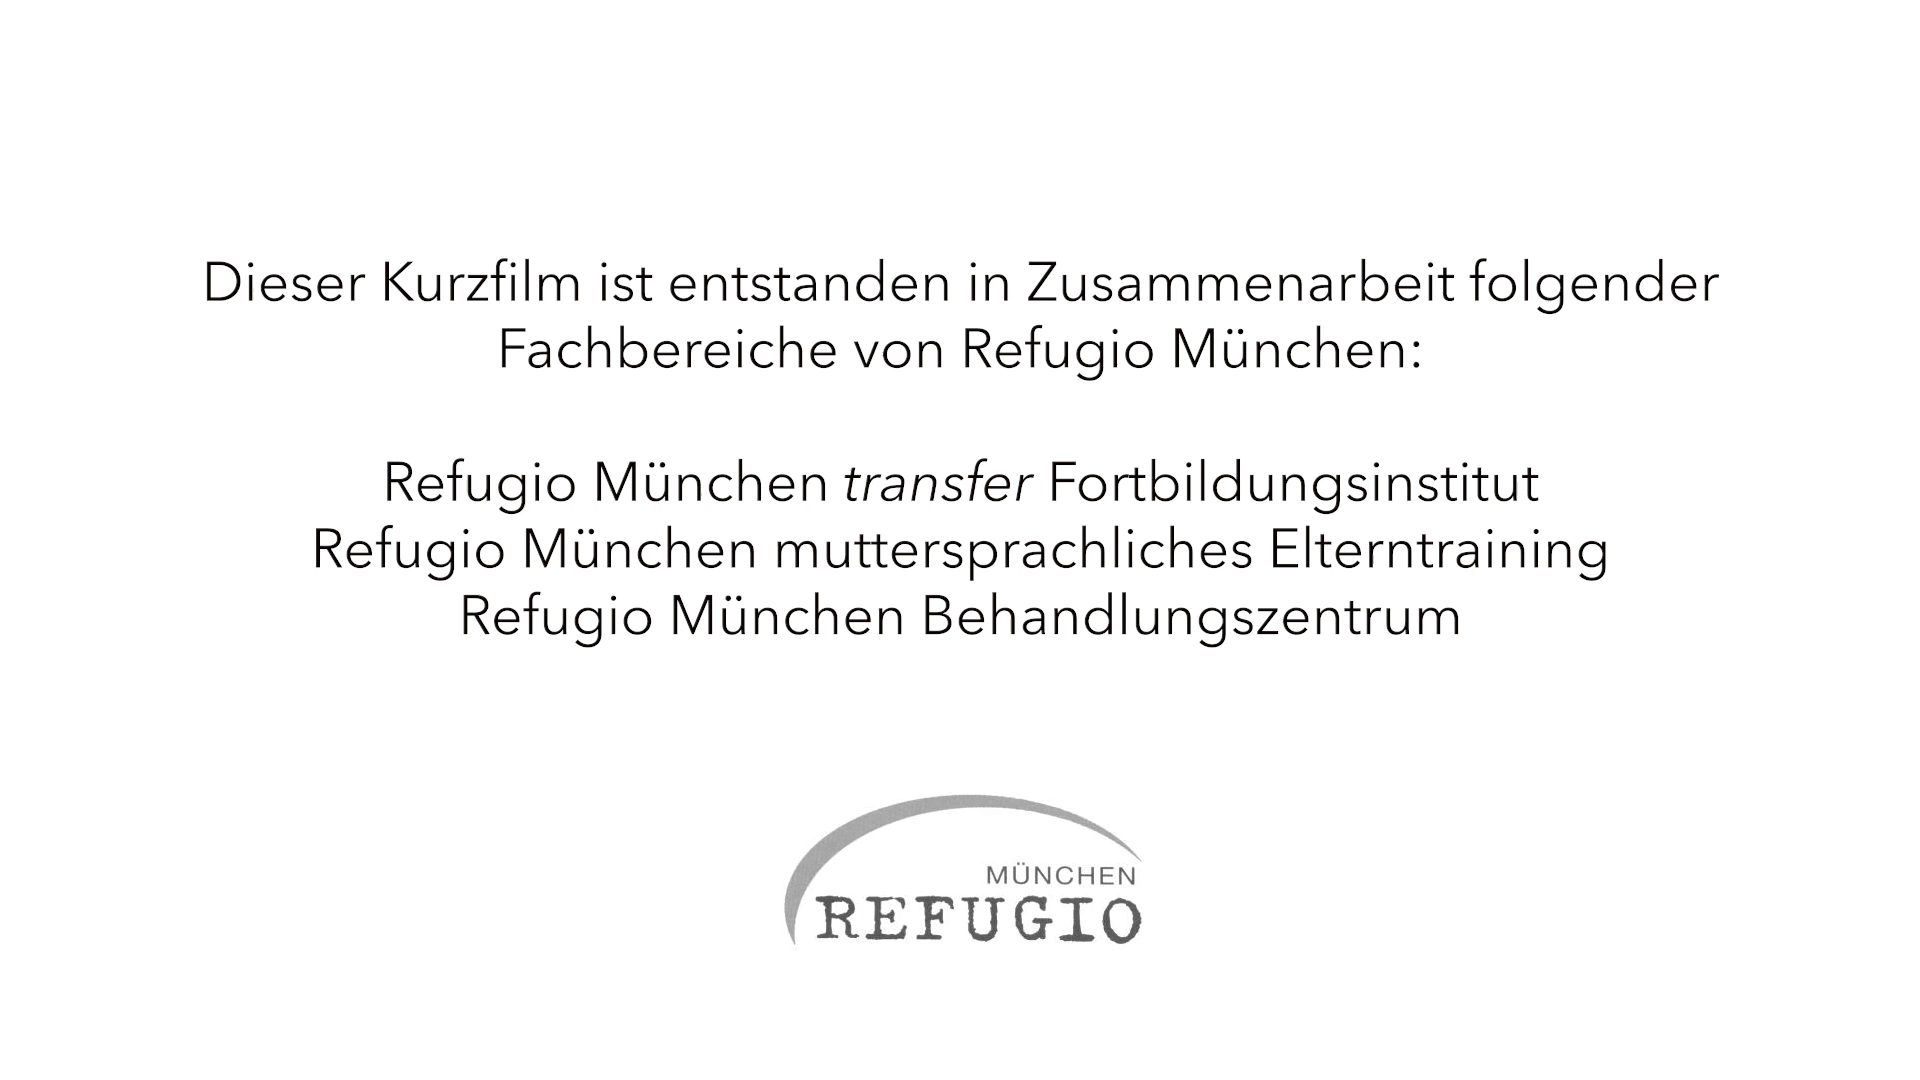 Dieser Kurzfilm ist entstanden in Zusammenarbeit folgender
Fachbereiche von Refugio München:
Refugio München transfer Fortbildungsinstitut
Refugio München muttersprachliches Elterntraining
Refugio München Behandlungszentrum
MÜNCHEN
REFUGIO